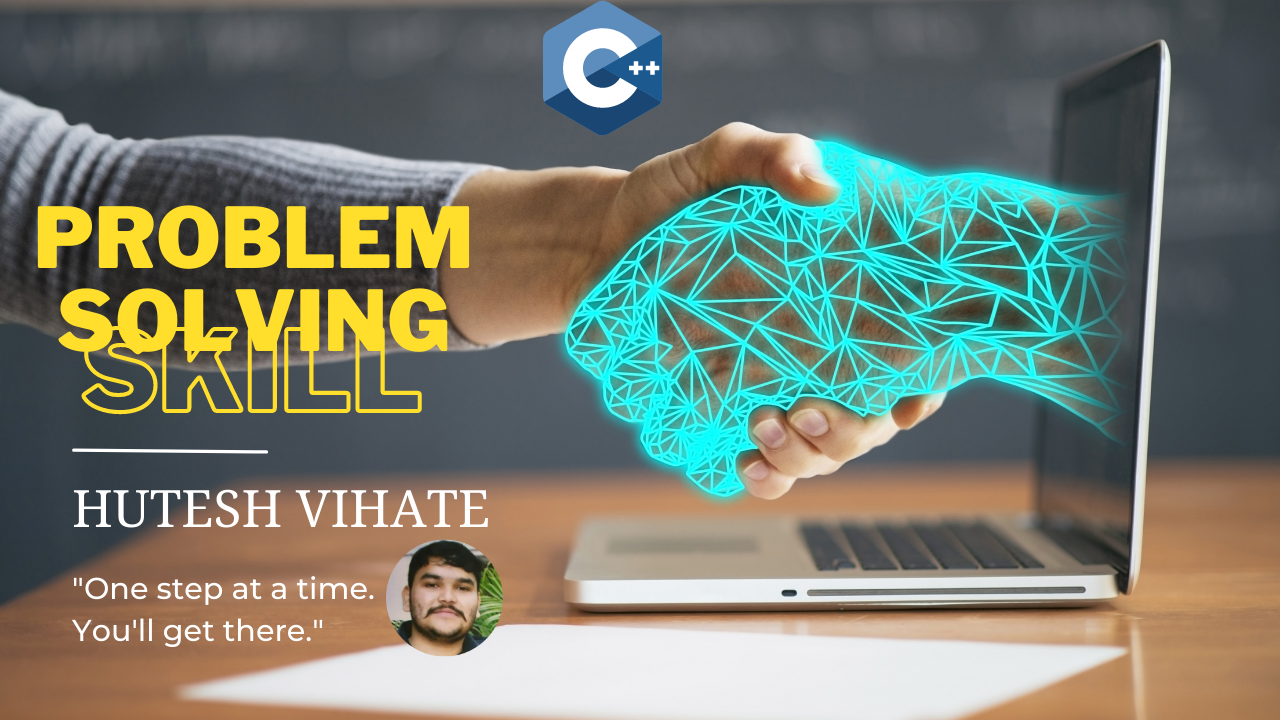 C++
PROBLEM
SOLVING
SKILL
HUTESH VIHATE
"One step at a time.
You'll get there."